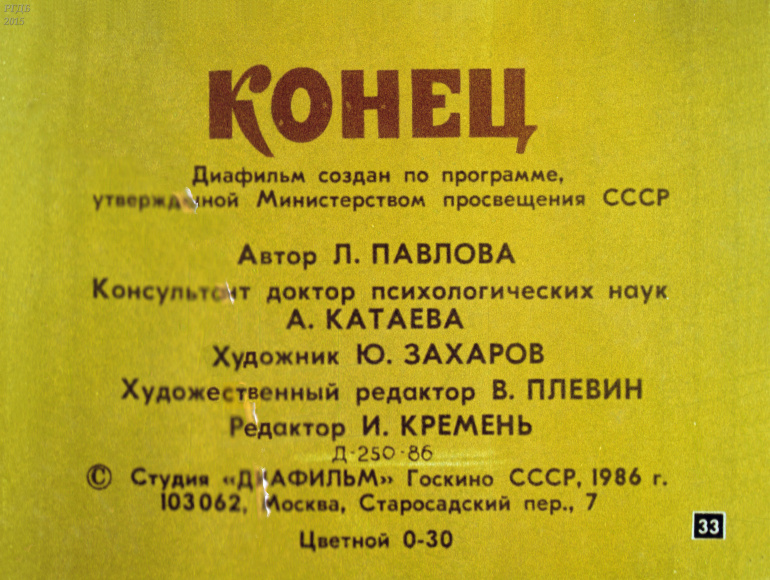 РГДБ
2015
КОНЕЦ
Диафильм создан по программе,
утвержденной Министерством просвещения СССР
Автор Л. ПАВЛОВА
Консультант доктор психологических наук
А. КАТАЕВА
Художник Ю. ЗАХАРОВ
Художественный редактор В. ПЛЕВИН
Редактор И. КРЕМЕНЬ
Д-250-86
© Студия «ДИАФИЛЬМ» Госкино СССР, 1986 г.
103062, Москва, Старосадский пер., 7
Цветной 0-30
33